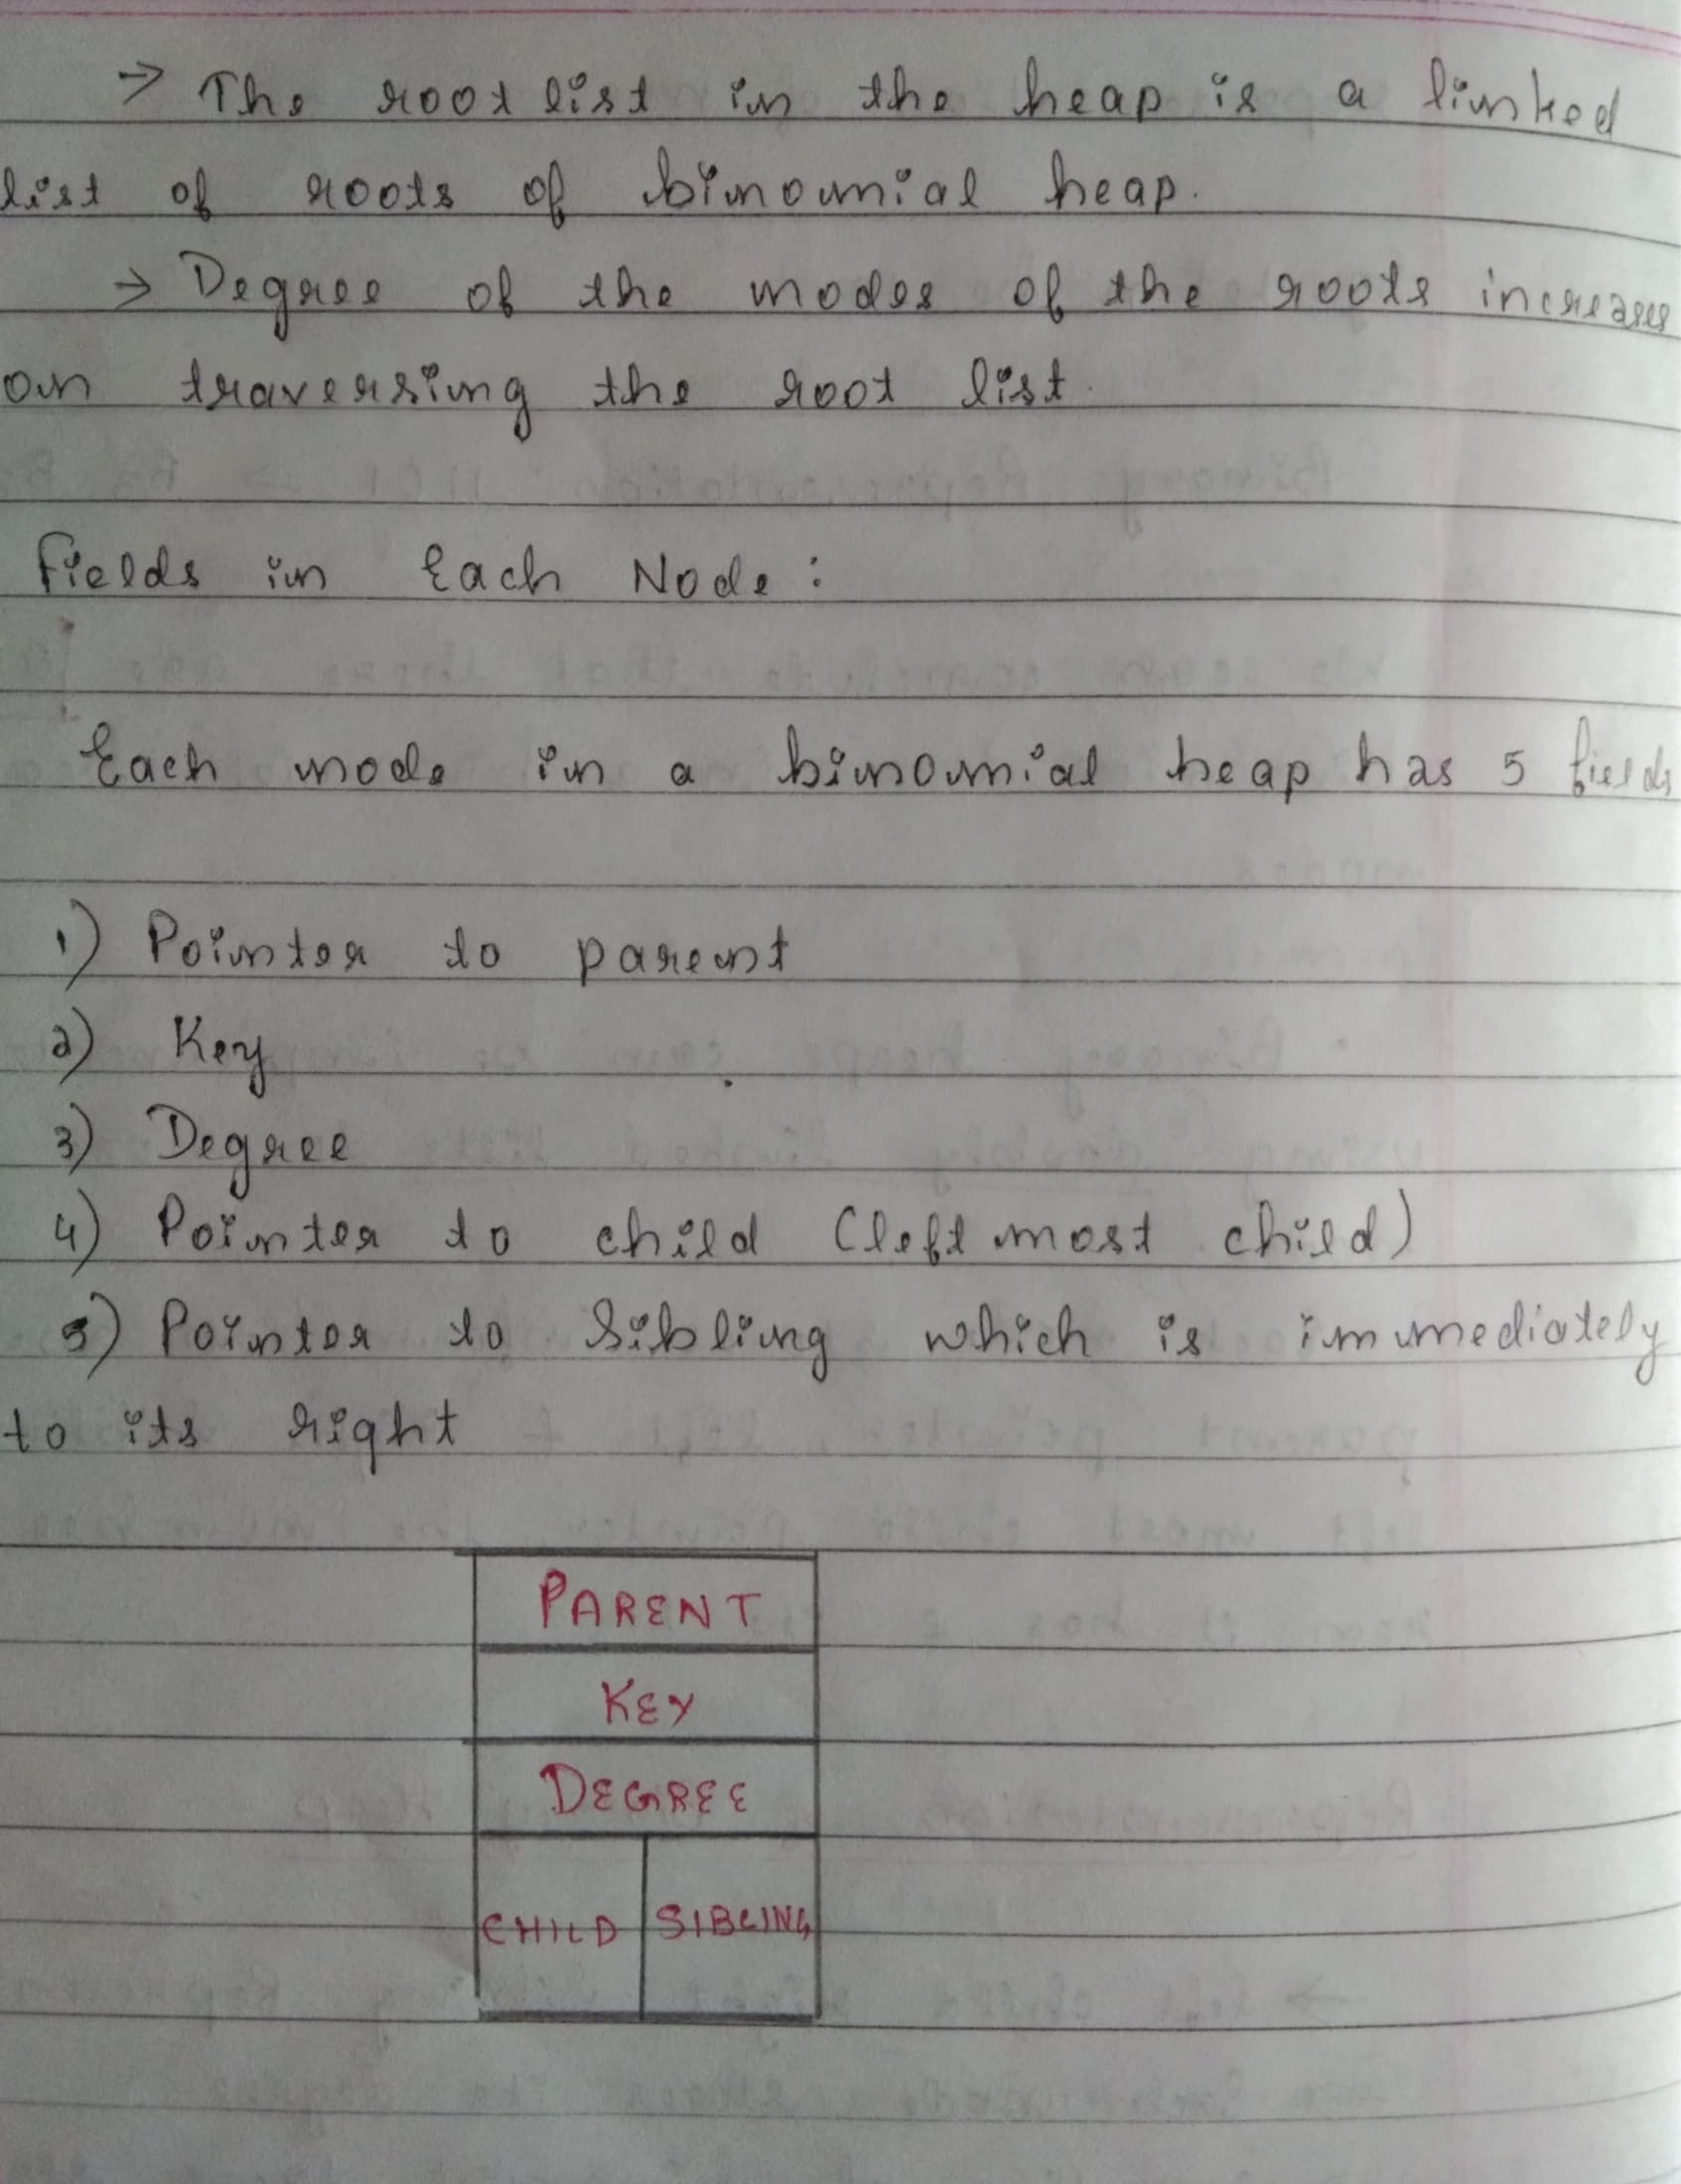 → The root list in the heap is a linked
list of roots of binomial heap.
→ Degree of the nodes of the roots increases
on traversing the root list.
Fields in Each Node :
Each node in a binomial heap has 5 fields
1) Pointer to parent
2) Key
3) Degree
4) Pointer to child (left most child)
5) Pointer to Sibling which is immediately
to its right
PARENT
KEY
DEGREE
CHILD SIBLING